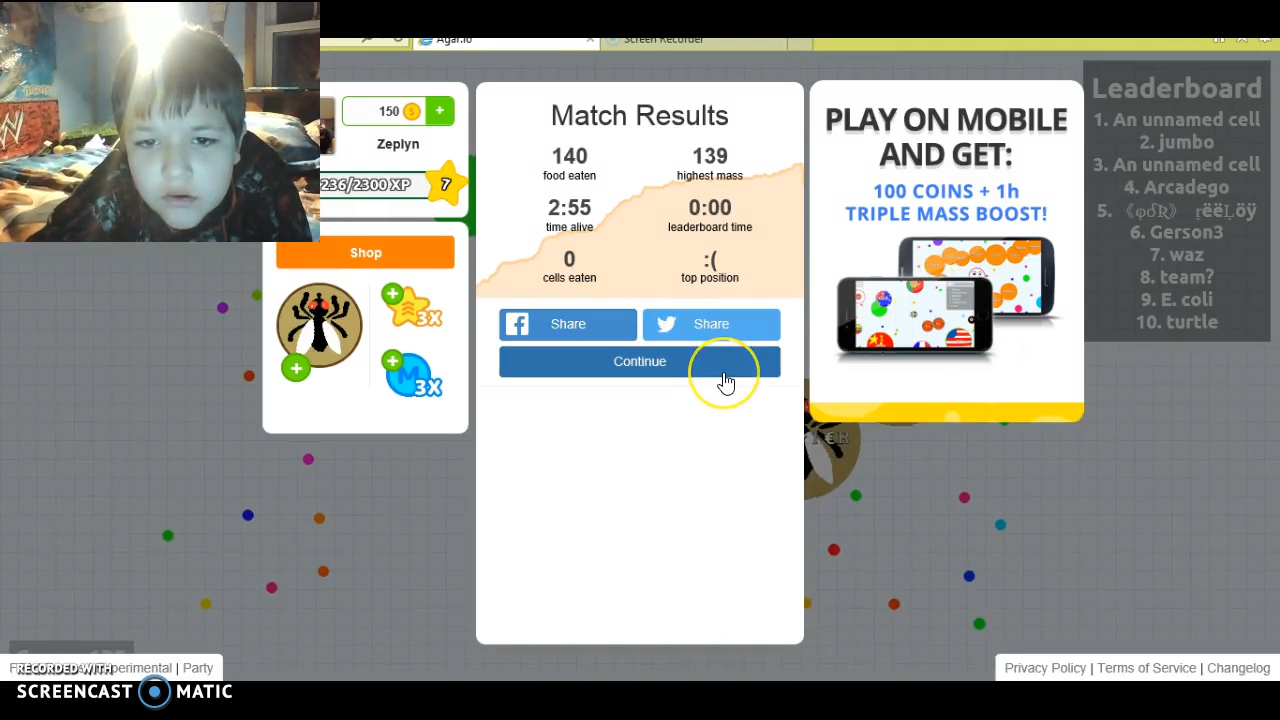 Agar.io
Screen Recorder
W
150
+
Zeplyn
236/2300 XP
7
Shop
3X
M
3X
Match Results
140
food eaten
139
highest mass
2:55
time alive
0:00
leaderboard time
0
cells eaten
:(
top position
Share
Share
Continue
PLAY ON MOBILE
AND GET:
100 COINS + 1h
TRIPLE MASS BOOST!
Leaderboard
1. An unnamed cell
2. jumbo
3. An unnamed cell
4. Arcadego
6. Gerson3
7. waz
8. team?
9. E. coli
10. turtle
Experimental | Party
RECORDED WITH
SCREENCAST MATIC
Privacy Policy | Terms of Service | Changelog